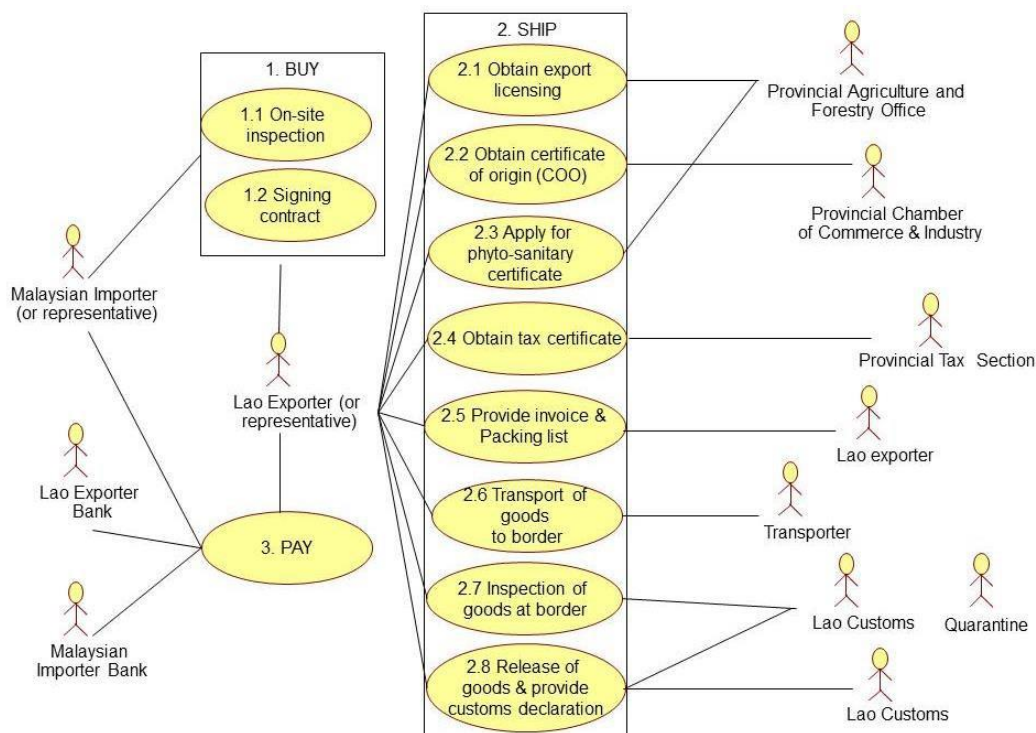 1. BUY
1.1 On-site
inspection
1.2 Signing
contract
Malaysian Importer
(or representative)
Lao Exporter (or
representative)
Lao Exporter
Bank
3. PAY
Malaysian
Importer Bank
2. SHIP
2.1 Obtain export
licensing
2.2 Obtain certificate
of origin (COO)
2.3 Apply for
phyto-sanitary
certificate
2.4 Obtain tax certificate
2.5 Provide invoice &
Packing list
2.6 Transport of
goods
to border
2.7 Inspection of
goods at border
2.8 Release of
goods & provide
customs declaration
Provincial Agriculture and
Forestry Office
Provincial Chamber
of Commerce & Industry
Provincial Tax Section
Lao exporter
Transporter
Lao Customs
Quarantine
Lao Customs